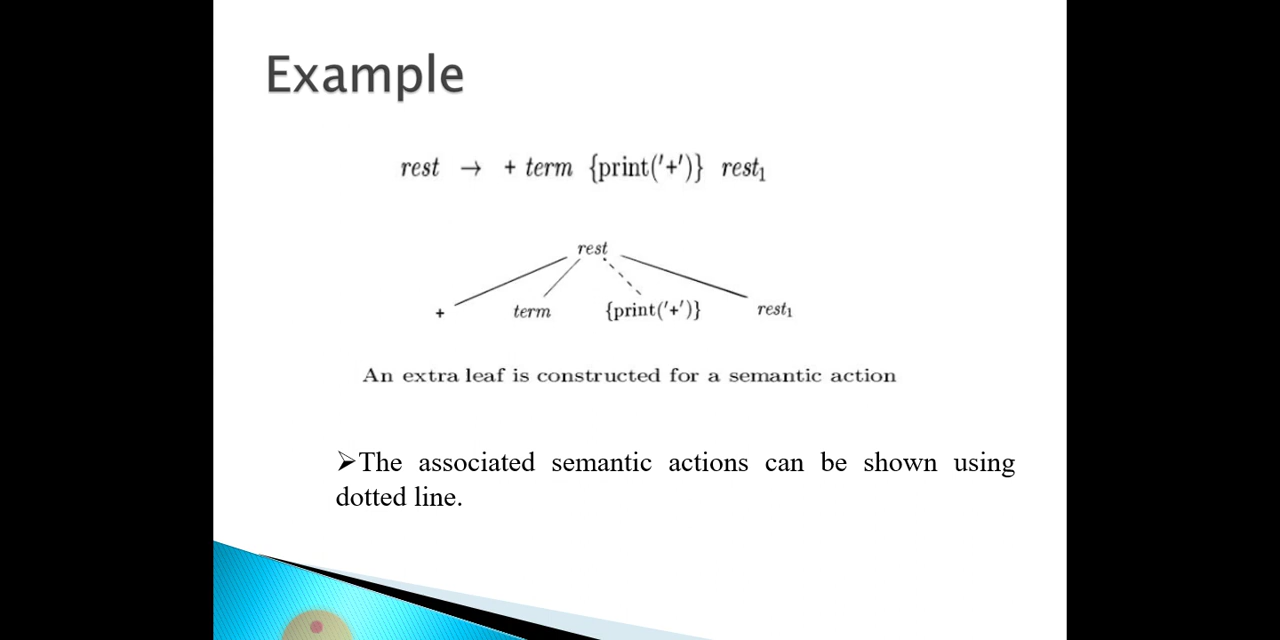 Example
rest → + term {print('+')} rest₁
rest
+ term {print('+')} rest₁
An extra leaf is constructed for a semantic action
➢The associated semantic actions can be shown using
dotted line.